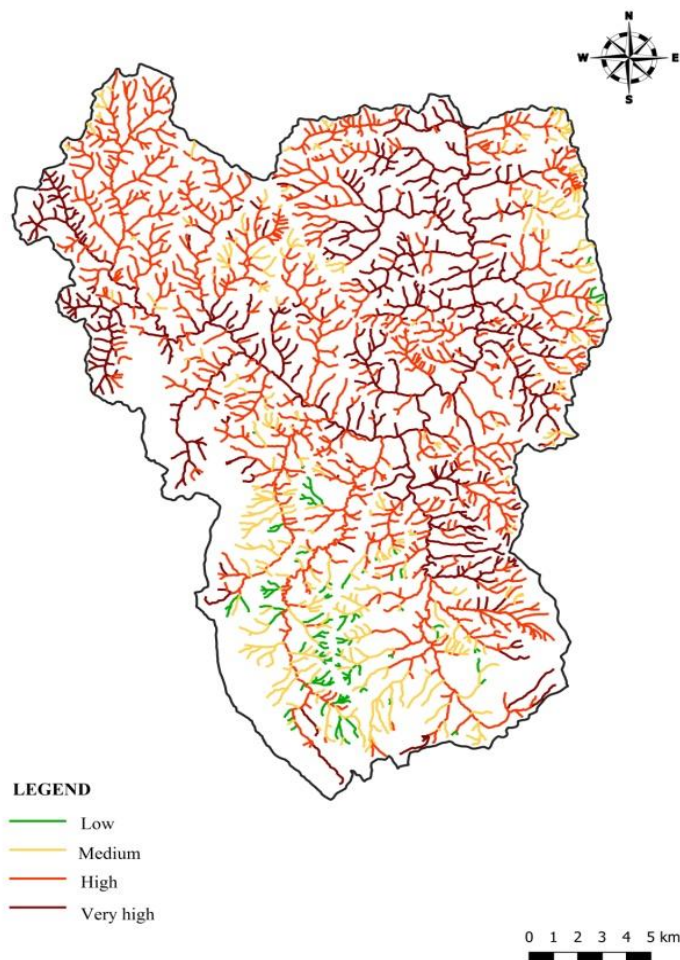 N
W E
S
LEGEND
Low
Medium
High
Very high
0 1 2 3 4 5 km